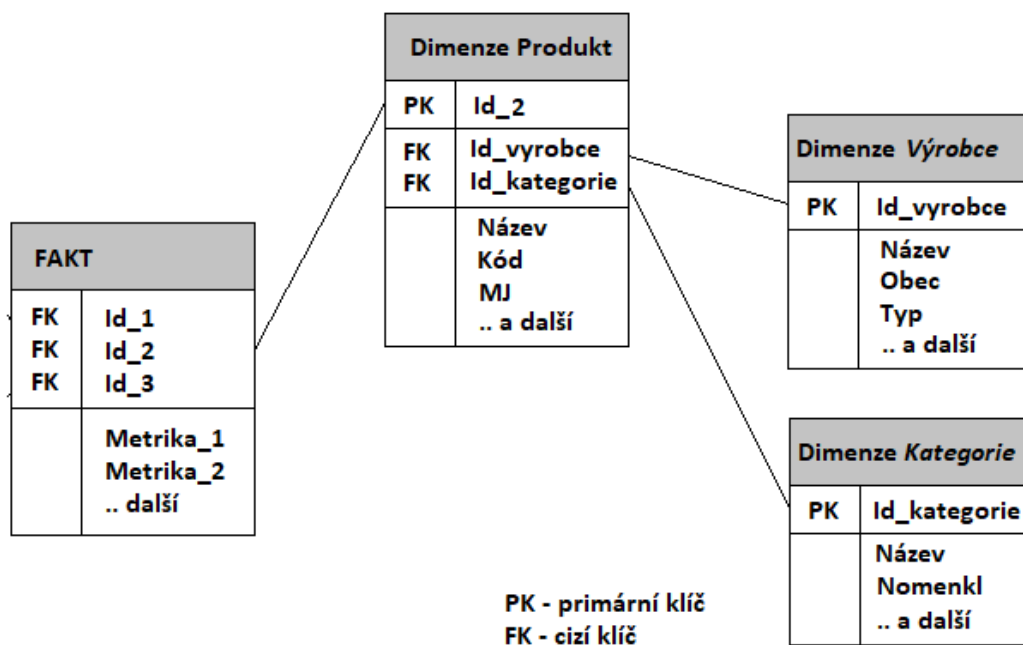 FAKT
FK Id_1
FK Id_2
FK Id_3
Metrika_1
Metrika_2
.. další
Dimenze Produkt
PK Id_2
FK Id_vyrobce
FK Id_kategorie
Název
Kód
MJ
.. a další
Dimenze Výrobce
PK Id_vyrobce
Název
Obec
Typ
.. a další
Dimenze Kategorie
PK Id_kategorie
Název
Nomenkl
.. a další
PK - primární klíč
FK - cizí klíč